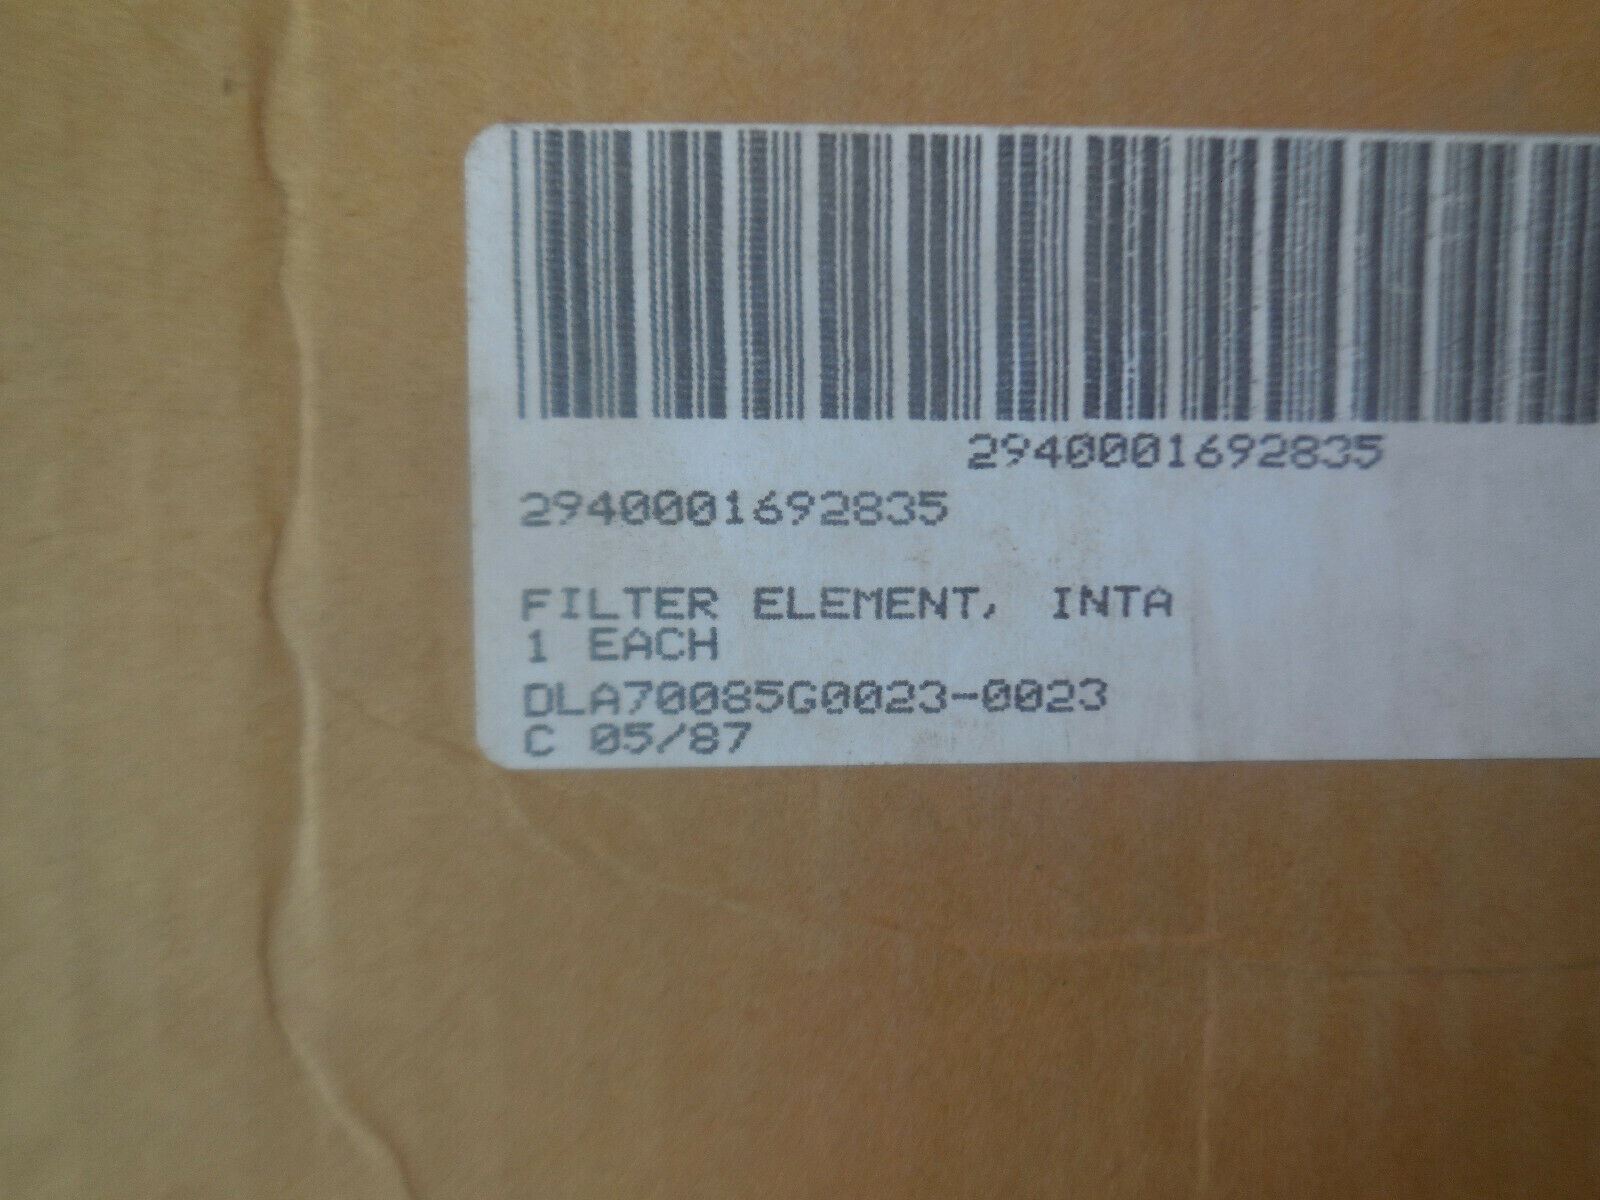 2940001692835
2940001692835
FILTER ELEMENT, INTA
1 EACH
DLA70085G0023-0023
C 05/87